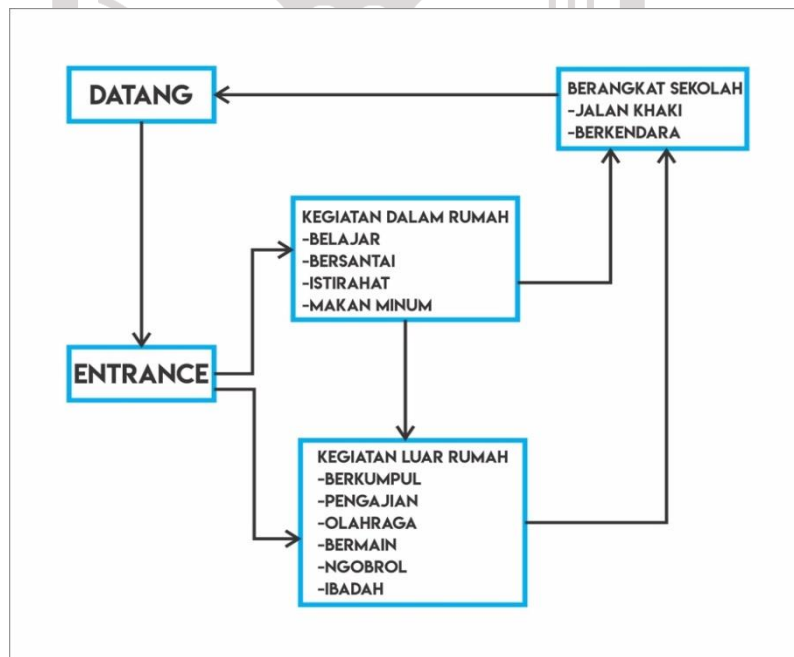 DATANG
BERANGKAT SEKOLAH
-JALAN KHAKI
-BERKENDARA
KEGIATAN DALAM RUMAH
-BELAJAR
-BERSANTAI
-ISTIRAHAT
-MAKAN MINUM
ENTRANCE
KEGIATAN LUAR RUMAH
-BERKUMPUL
-PENGAJIAN
-OLAHRAGA
-BERMAIN
-NGOBROL
-IBADAH